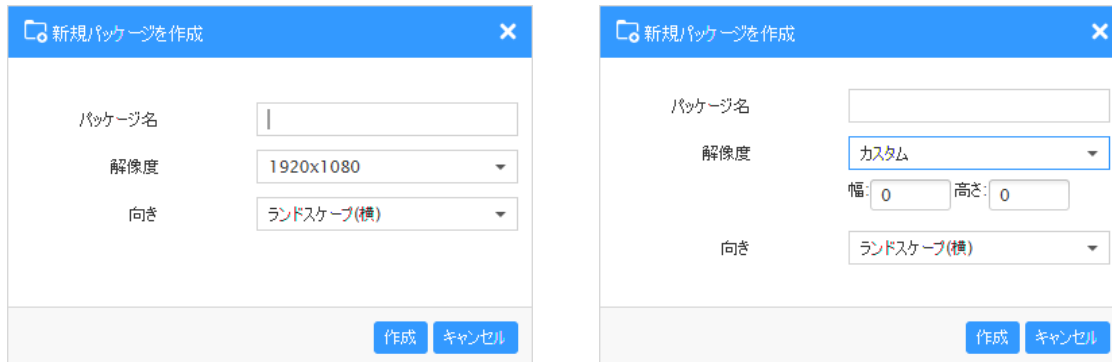 新規パッケージを作成
パッケージ名
解像度 1920x1080
向き ランドスケープ(横)
作成 キャンセル
新規パッケージを作成
パッケージ名
解像度 カスタム
幅: 0 高さ: 0
向き ランドスケープ(横)
作成 キャンセル